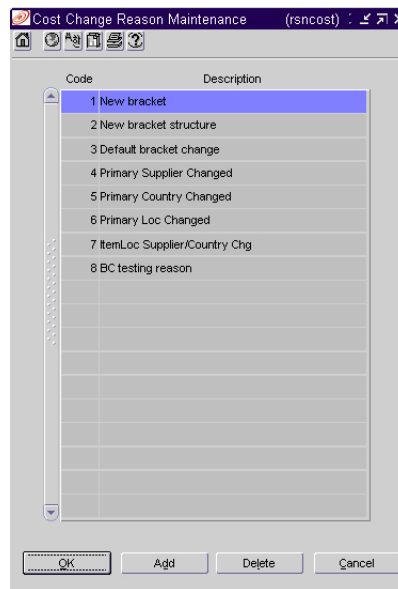 Cost Change Reason Maintenance (rsncost)
Code Description
1 New bracket
2 New bracket structure
3 Default bracket change
4 Primary Supplier Changed
5 Primary Country Changed
6 Primary Loc Changed
7 ItemLoc Supplier/Country Chg
8 BC testing reason
OK Add Delete Cancel